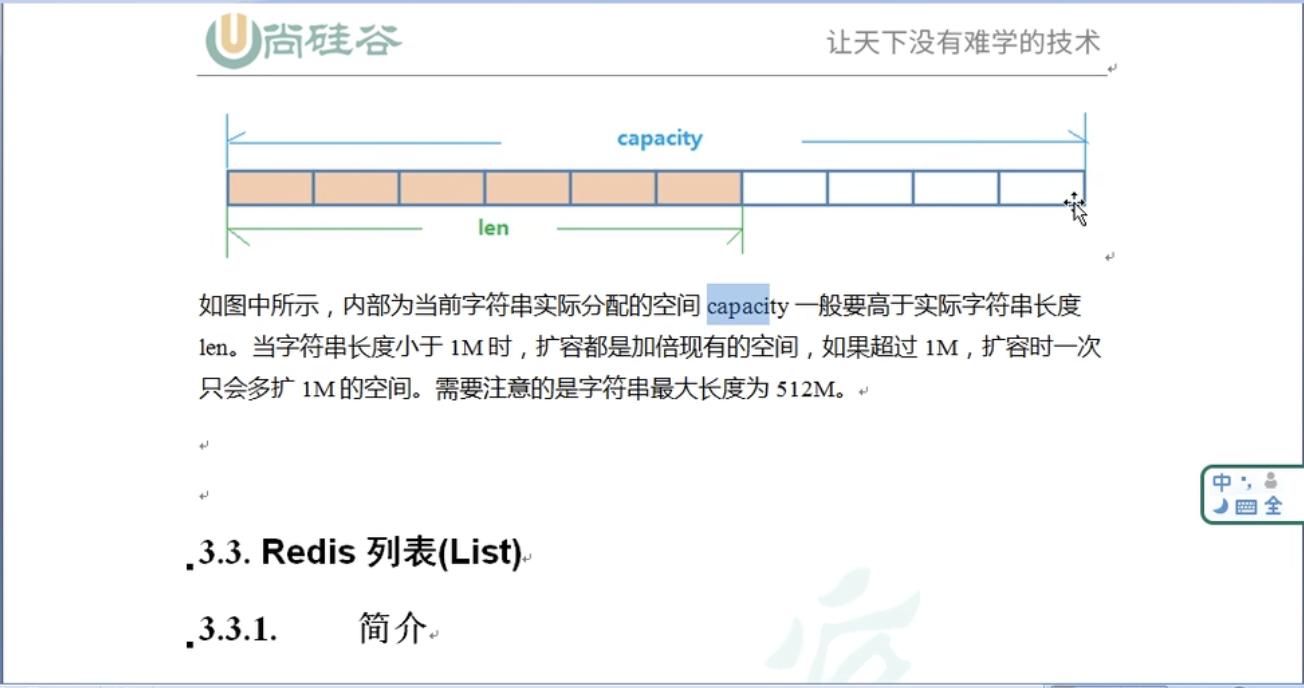 尚硅谷
让天下没有难学的技术
capacity
len
如图中所示，内部为当前字符串实际分配的空间 capacity 一般要高于实际字符串长度
len。当字符串长度小于 1M 时，扩容都是加倍现有的空间，如果超过 1M，扩容时一次
只会多扩 1M 的空间。需要注意的是字符串最大长度为 512M。
中 全
3.3. Redis 列表(List)
3.3.1. 简介